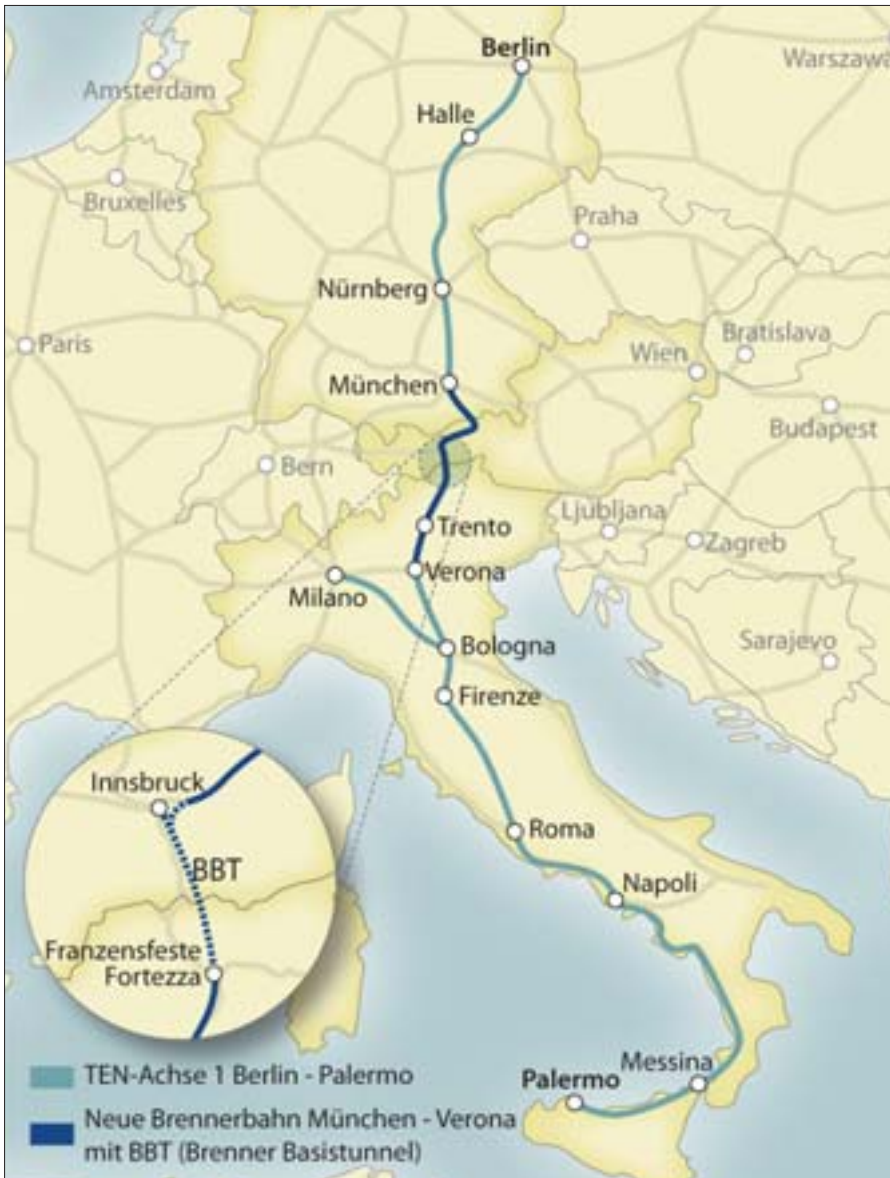 Berlin
Warszawa
Amsterdam
Halle
Bruxelles
Praha
Nürnberg
Paris
Bratislava
Wien
München
Budapest
Bern
Ljubljana
Trento
Zagreb
Verona
Milano
Bologna
Sarajevo
Firenze
Innsbruck
Roma
BBT
Napoli
Franzensfeste
Fortezza
Messina
Palermo
TEN-Achse 1 Berlin - Palermo
Neue Brennerbahn München - Verona
mit BBT (Brenner Basistunnel)